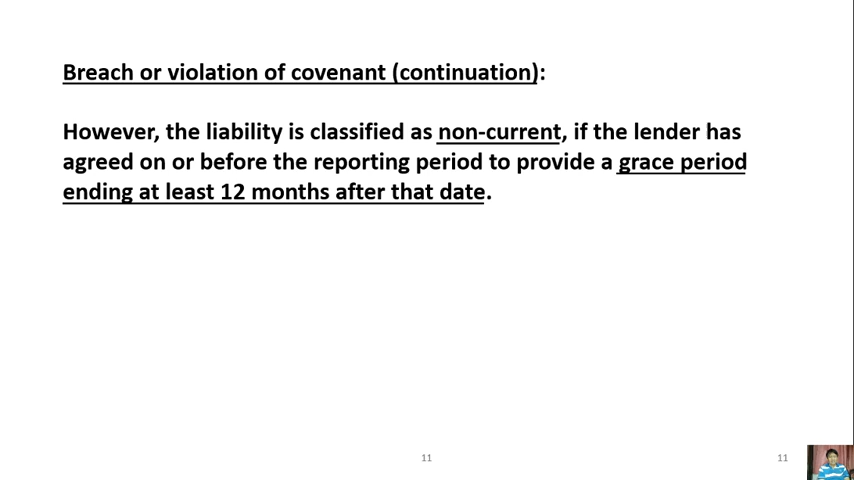 Breach or violation of covenant (continuation):
However, the liability is classified as non-current, if the lender has
agreed on or before the reporting period to provide a grace period
ending at least 12 months after that date.
11
11